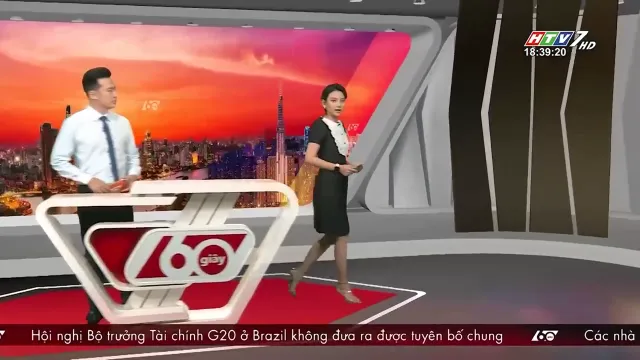 HTV7 HD
18:39:20
60
giây
Hội nghị Bộ trưởng Tài chính G20 ở Brazil không đưa ra được tuyên bố chung 60 Các nhà